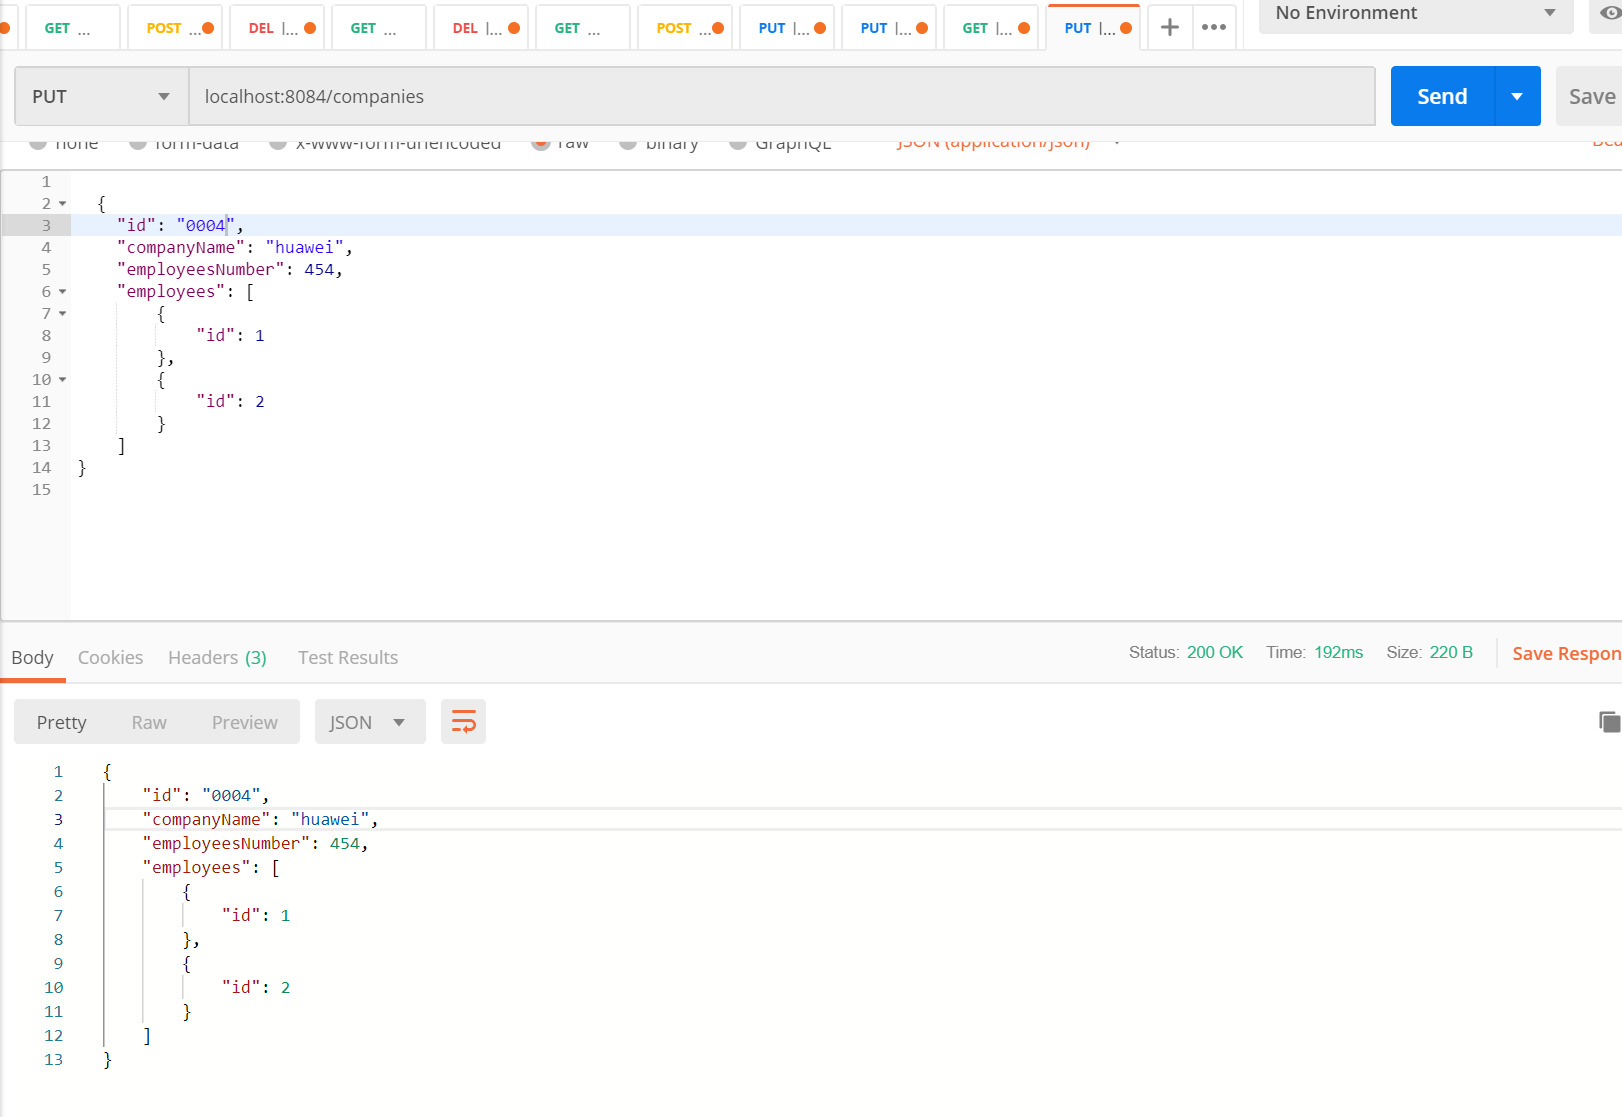 GET ... POST ... DEL |... GET ... DEL |... GET ... POST ... PUT |... PUT |... GET |... PUT |... + ••• No Environment
PUT localhost:8084/companies Send Save
none form-data x-www-form-urlencoded raw binary GraphQL JSON (application/json)
1
2 {
3 "id": "0004",
4 "companyName": "huawei",
5 "employeesNumber": 454,
6 "employees": [
7 {
8 "id": 1
9 },
10 {
11 "id": 2
12 }
13 ]
14 }
15
Body Cookies Headers (3) Test Results Status: 200 OK Time: 192ms Size: 220 B Save Respon
Pretty Raw Preview JSON
1 {
2 "id": "0004",
3 "companyName": "huawei",
4 "employeesNumber": 454,
5 "employees": [
6 {
7 "id": 1
8 },
9 {
10 "id": 2
11 }
12 ]
13 }